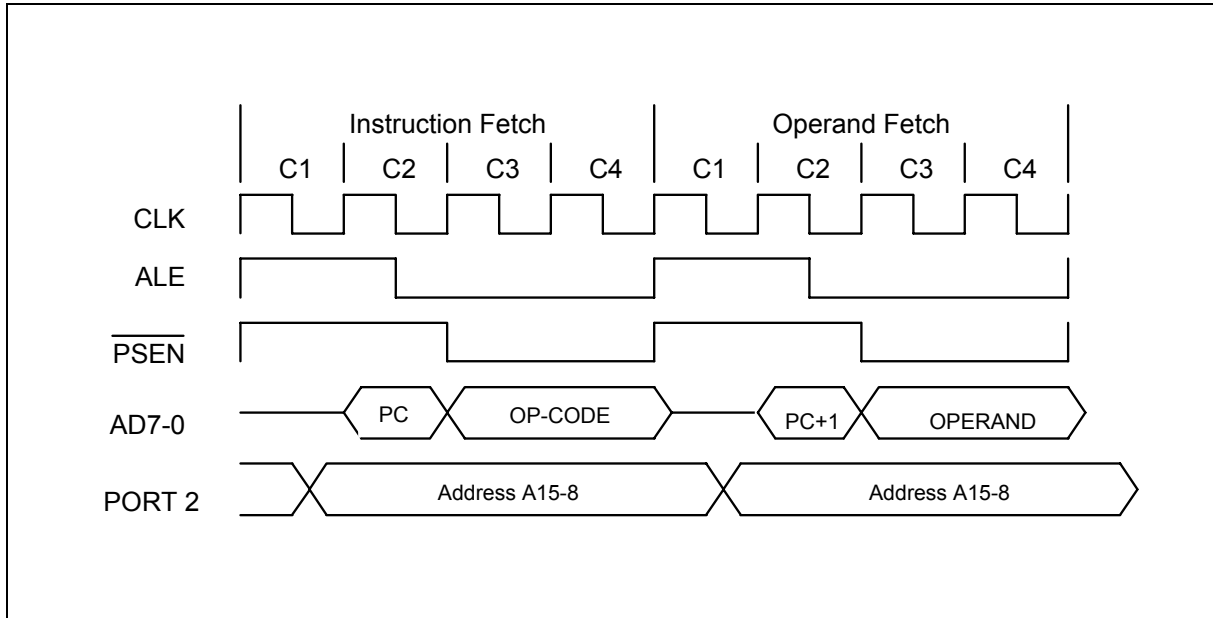 Instruction Fetch Operand Fetch
C1 C2 C3 C4 C1 C2 C3 C4
CLK
ALE
PSEN
AD7-0 PC OP-CODE PC+1 OPERAND
PORT 2 Address A15-8 Address A15-8